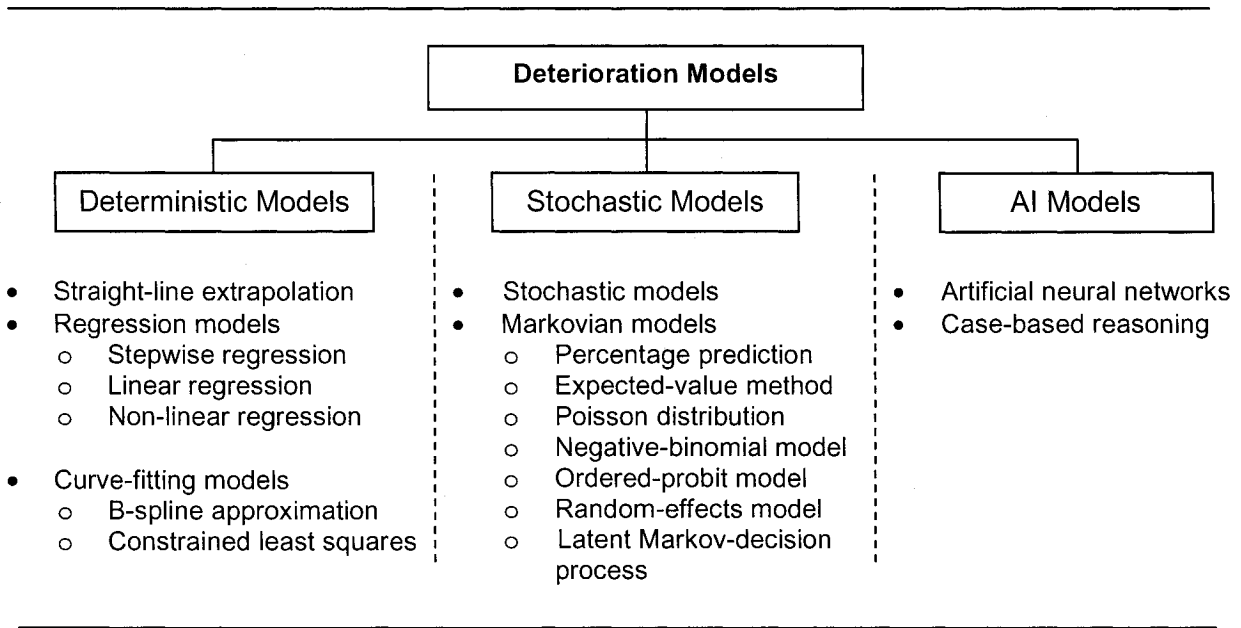 Deterioration Models
Deterministic Models
• Straight-line extrapolation
• Regression models
o Stepwise regression
o Linear regression
o Non-linear regression
• Curve-fitting models
o B-spline approximation
o Constrained least squares
Stochastic Models
• Stochastic models
• Markovian models
o Percentage prediction
o Expected-value method
o Poisson distribution
o Negative-binomial model
o Ordered-probit model
o Random-effects model
o Latent Markov-decision
process
AI Models
• Artificial neural networks
• Case-based reasoning